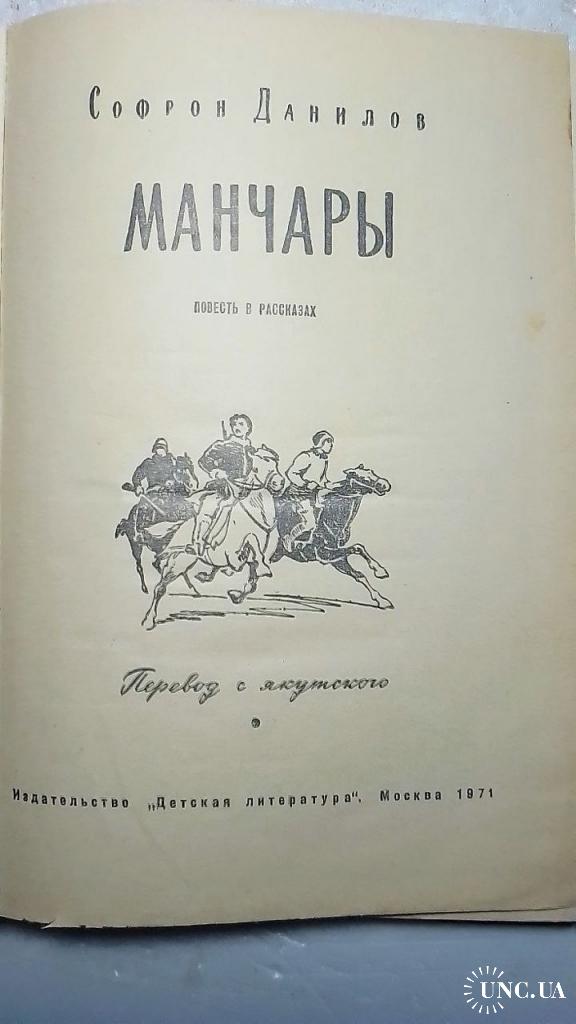 Софрон Данилов
МАНЧАРЫ
ПОВЕСТЬ В РАССКАЗАХ
Перевод с якутского
Издательство „Детская литература“. Москва 1971
UNC.UA